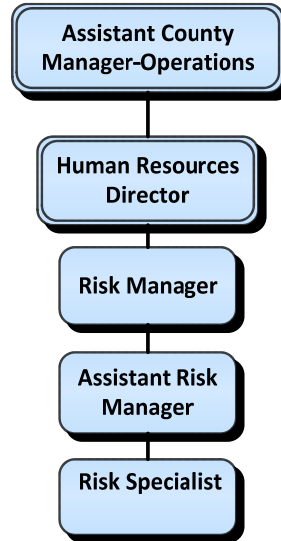 Assistant County
Manager-Operations
Human Resources
Director
Risk Manager
Assistant Risk
Manager
Risk Specialist